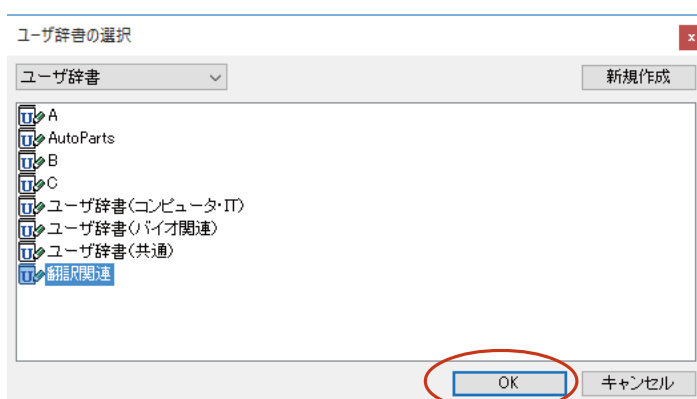 ユーザ辞書の選択
x
ユーザ辞書
新規作成
A
AutoParts
B
C
ユーザ辞書(コンピュータ・IT)
ユーザ辞書(バイオ関連)
ユーザ辞書(共通)
翻訳関連
OK
キャンセル